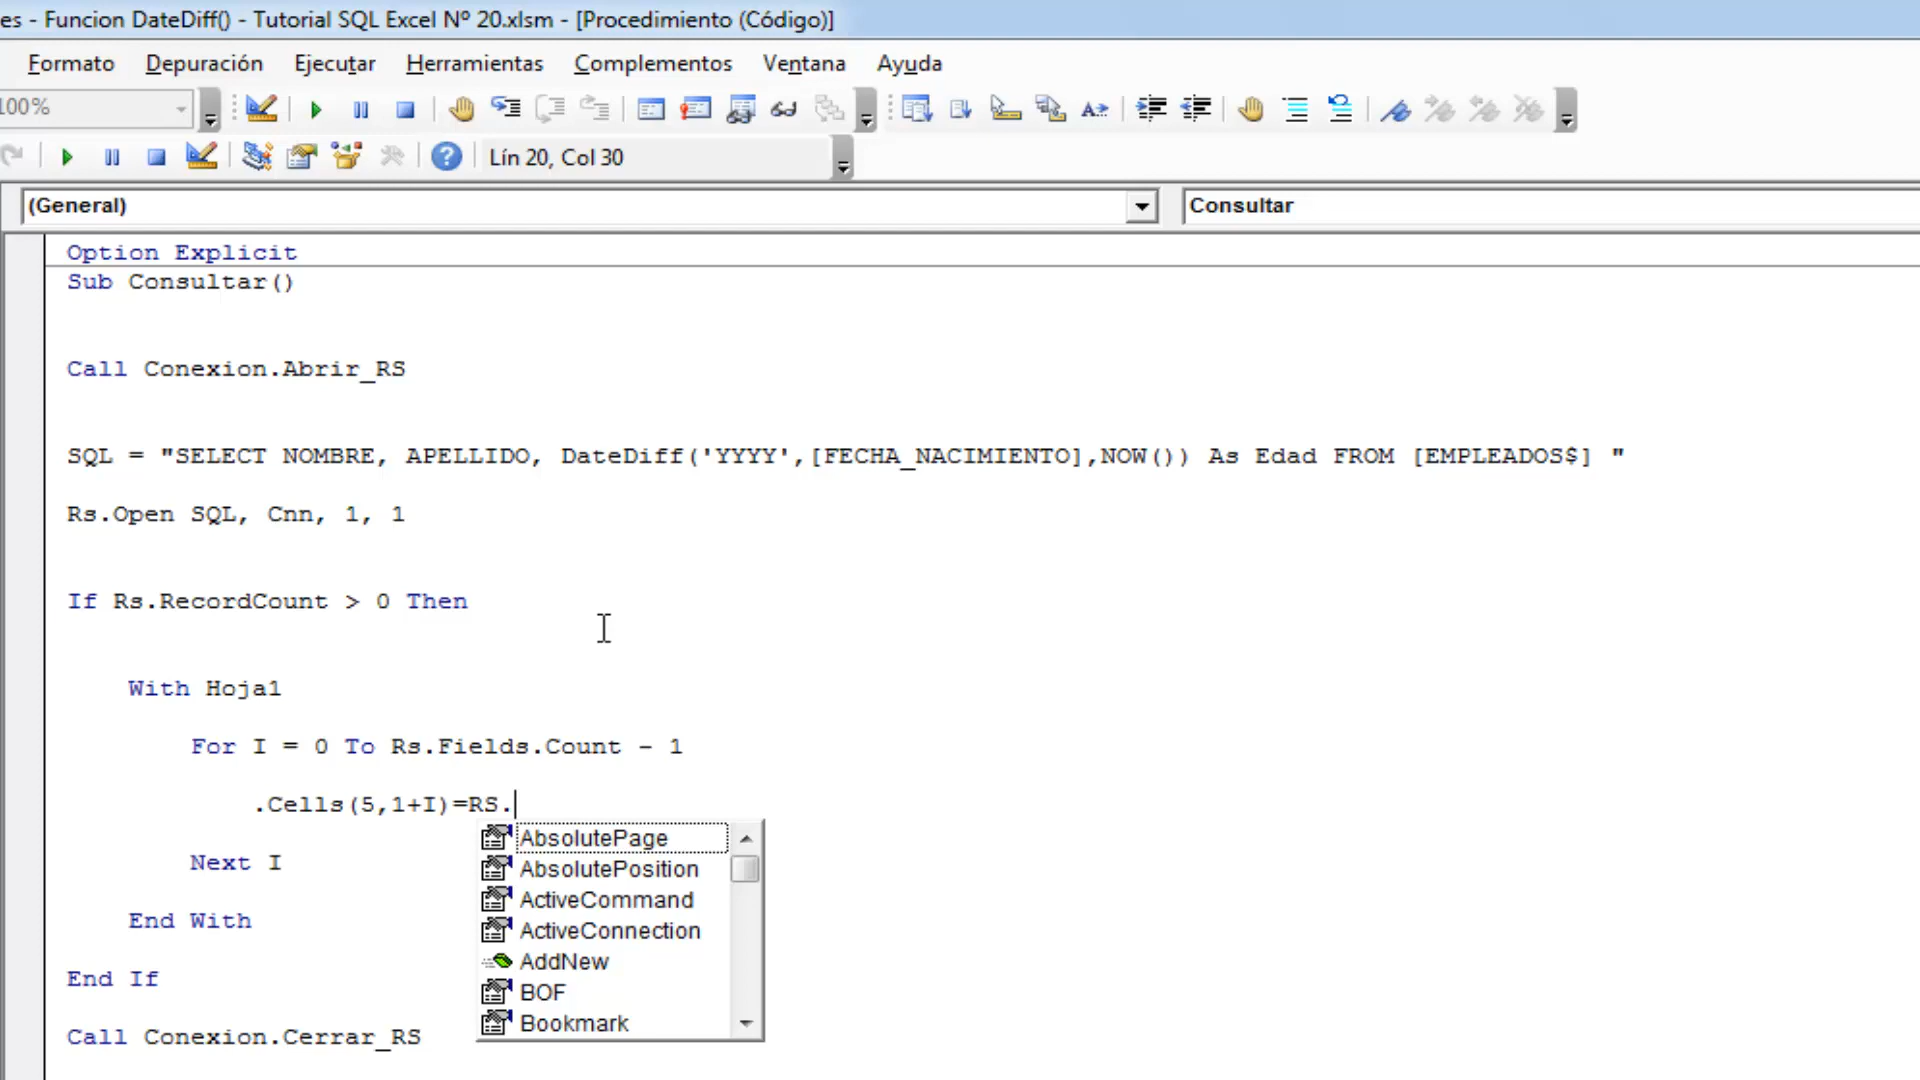 es - Funcion DateDiff() - Tutorial SQL Excel Nº 20.xlsm - [Procedimiento (Código)]
Formato Depuración Ejecutar Herramientas Complementos Ventana Ayuda
100%
Lín 20, Col 30
(General) Consultar
Option Explicit
Sub Consultar()
Call Conexion.Abrir_RS
SQL = "SELECT NOMBRE, APELLIDO, DateDiff('YYYY',[FECHA_NACIMIENTO],NOW()) As Edad FROM [EMPLEADOS$] "
Rs.Open SQL, Cnn, 1, 1
If Rs.RecordCount > 0 Then
With Hoja1
For I = 0 To Rs.Fields.Count - 1
.Cells(5,1+I)=RS.
AbsolutePage
AbsolutePosition
ActiveCommand
ActiveConnection
AddNew
BOF
Bookmark
Next I
End With
End If
Call Conexion.Cerrar_RS